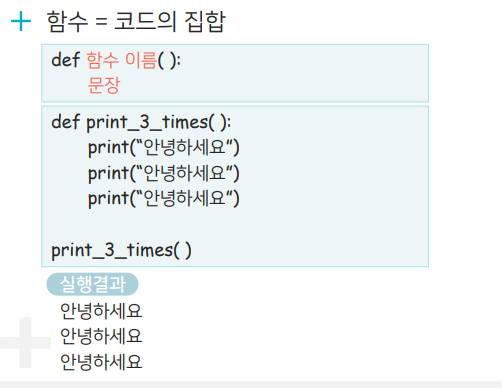 + 함수 = 코드의 집합
def 함수 이름( ):
문장
def print_3_times( ):
print(“안녕하세요”)
print(“안녕하세요”)
print(“안녕하세요”)
print_3_times( )
실행결과
안녕하세요
안녕하세요
안녕하세요